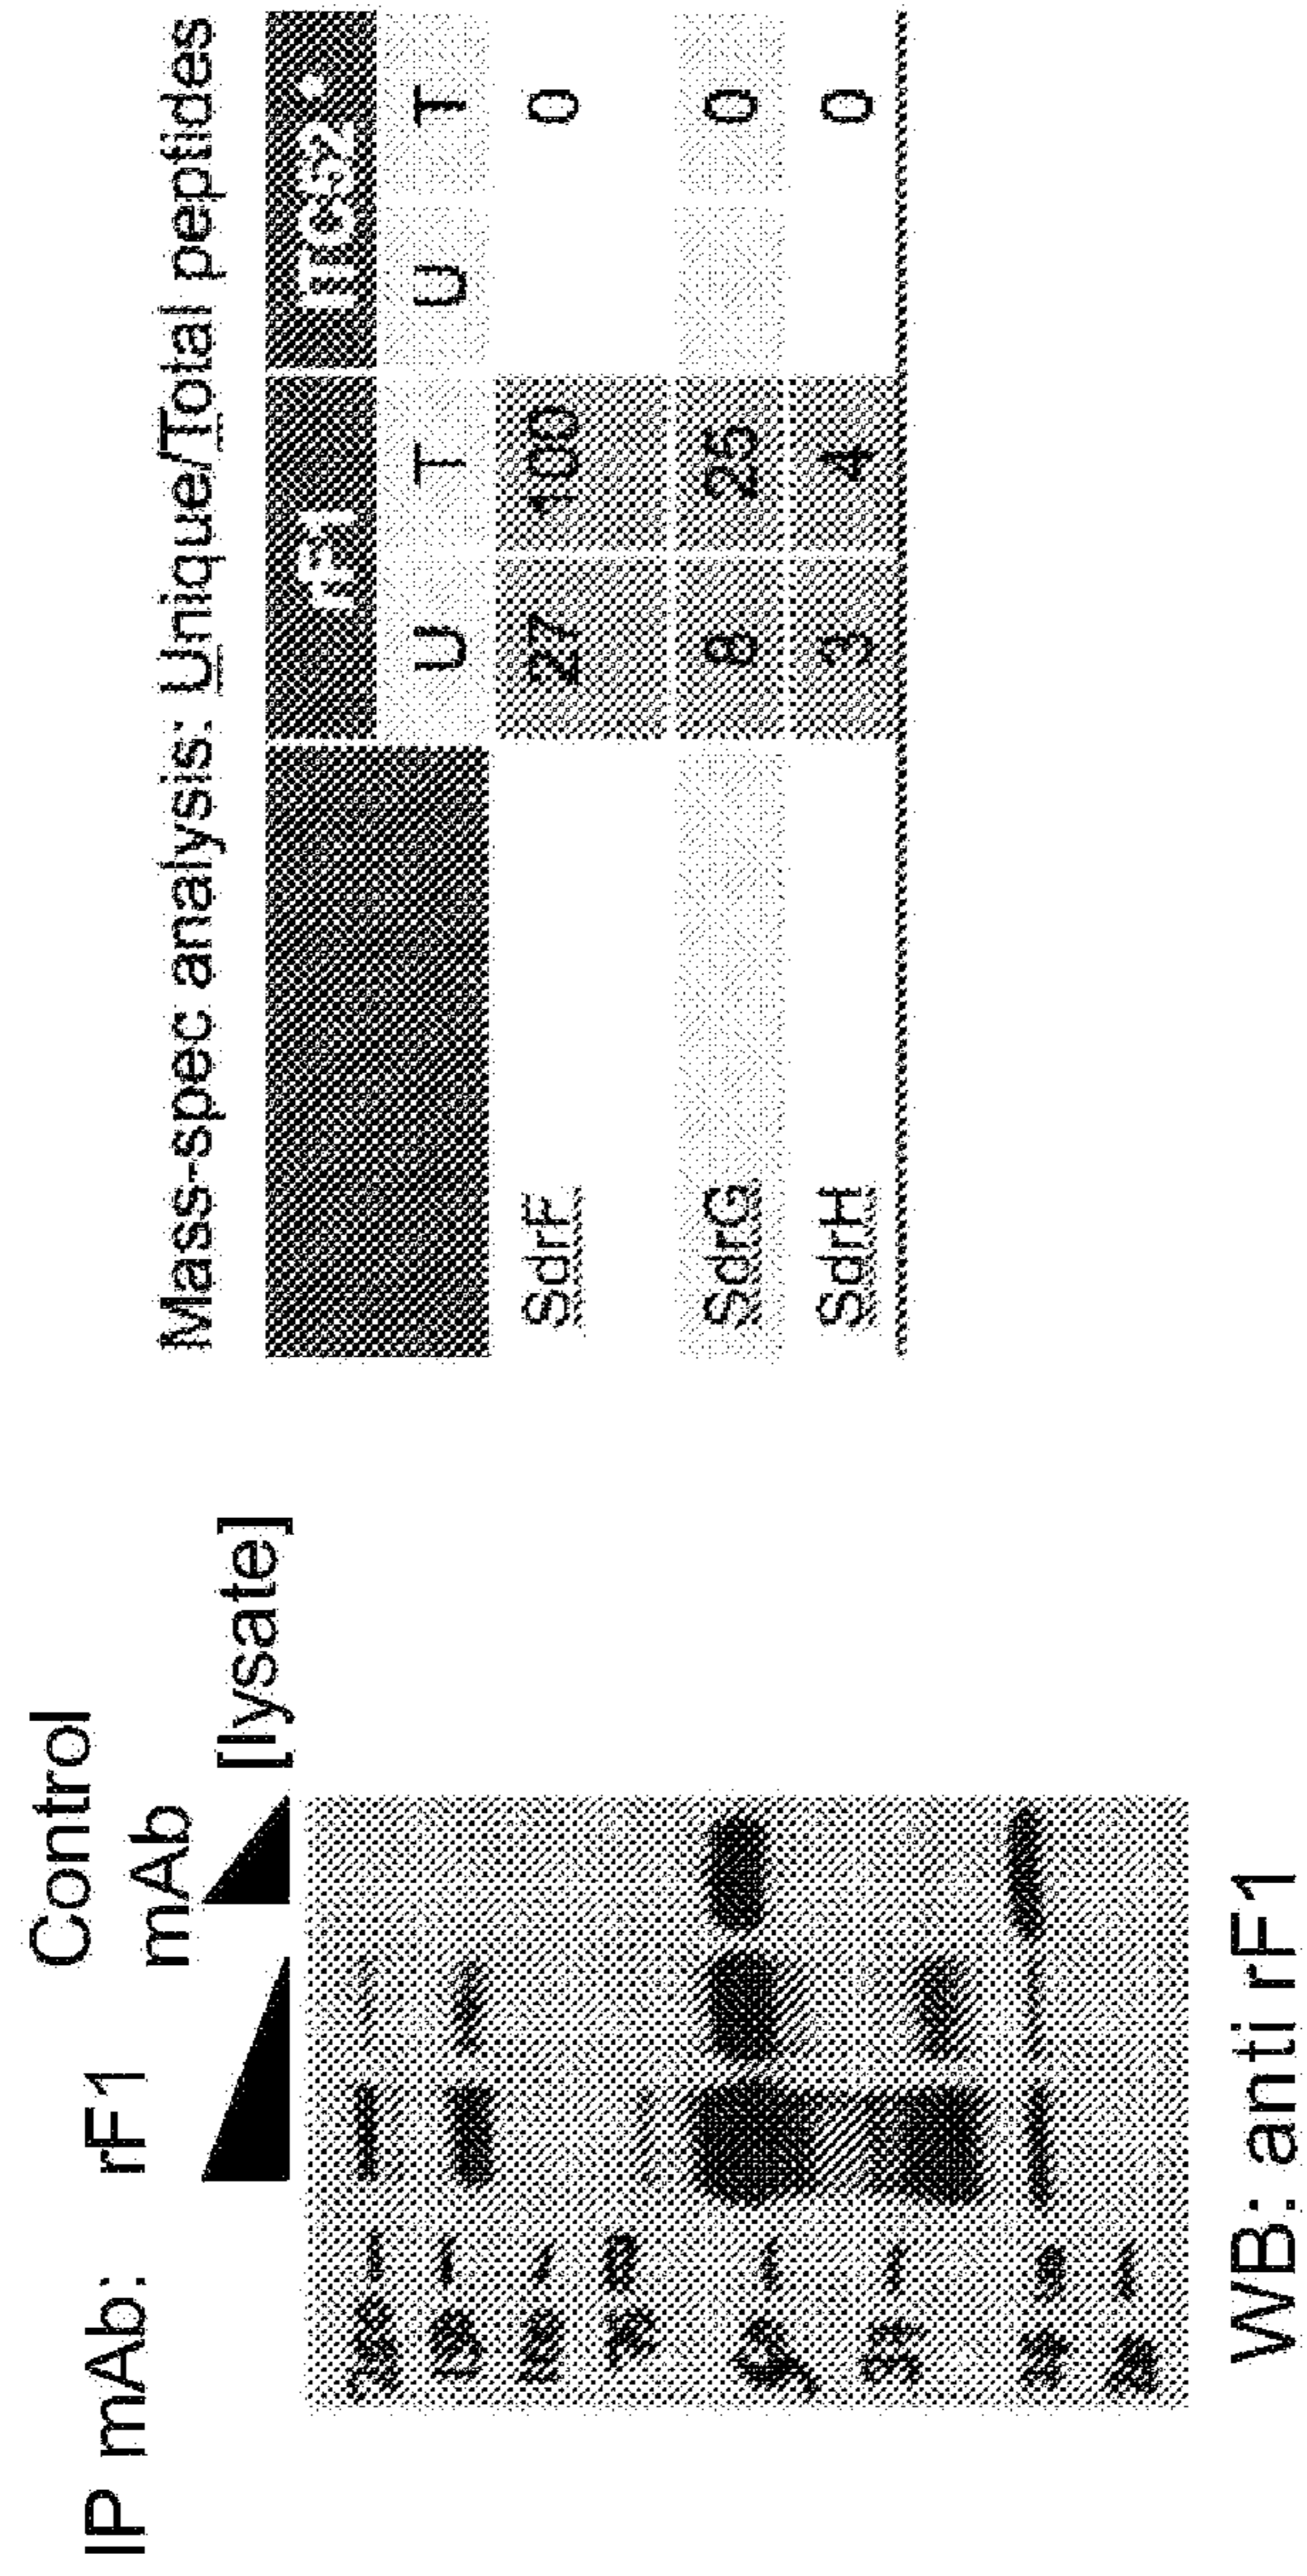 IP mAb: rF1 Control mAb
[lysate]
WB: anti rF1
Mass-spec analysis: Unique/Total peptides
rF1
U T U T
SdrF 27 100 0
SdrG 8 25 0
SdrH 3 4 0